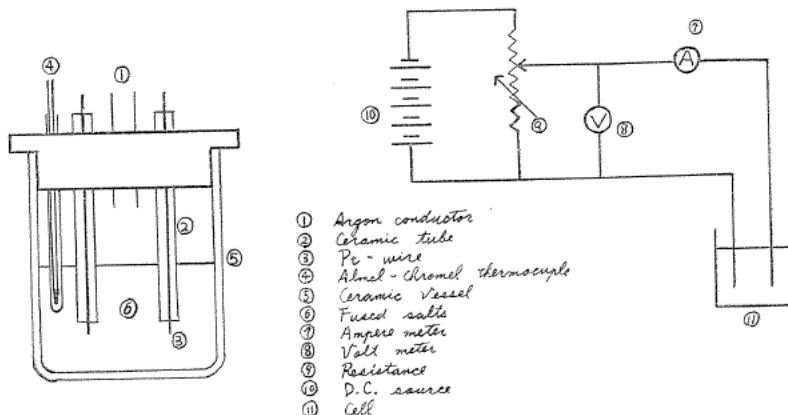 ④ ① ② ⑤ ⑥ ③
⑦ A ⑩ ⑨ V ⑧ ⑪
① Argon conductor
② Ceramic tube
③ Pt - wire
④ Almel - Chromel thermocuple
⑤ Ceramic Vessel
⑥ Fused salts
⑦ Ampere meter
⑧ Volt meter
⑨ Resistance
⑩ D.C. source
⑪ Cell